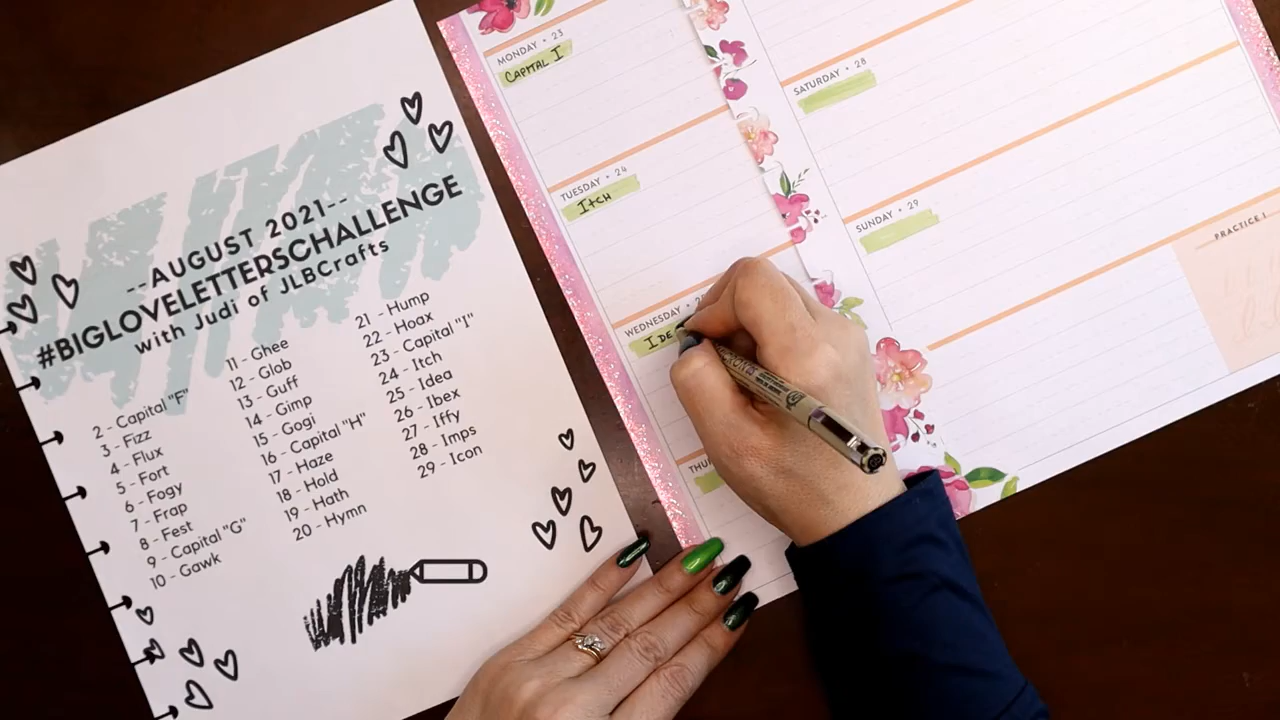 --AUGUST 2021--
#BIGLOVELETTERSCHALLENGE
with Judi of JLBCrafts
2 - Capital "F"
3 - Fizz
4 - Flux
5 - Fort
6 - Fogy
7 - Frap
8 - Fest
9 - Capital "G"
10 - Gawk
11 - Ghee
12 - Glob
13 - Guff
14 - Gimp
15 - Gogi
16 - Capital "H"
17 - Haze
18 - Hold
19 - Hath
20 - Hymn
21 - Hump
22 - Hoax
23 - Capital "I"
24 - Itch
25 - Idea
26 - Ibex
27 - Iffy
28 - Imps
29 - Icon
MONDAY • 23
CAPITAL I
TUESDAY • 24
Itch
WEDNESDAY • 
IDE
THU
SATURDAY • 28
SUNDAY • 29
PRACTICE